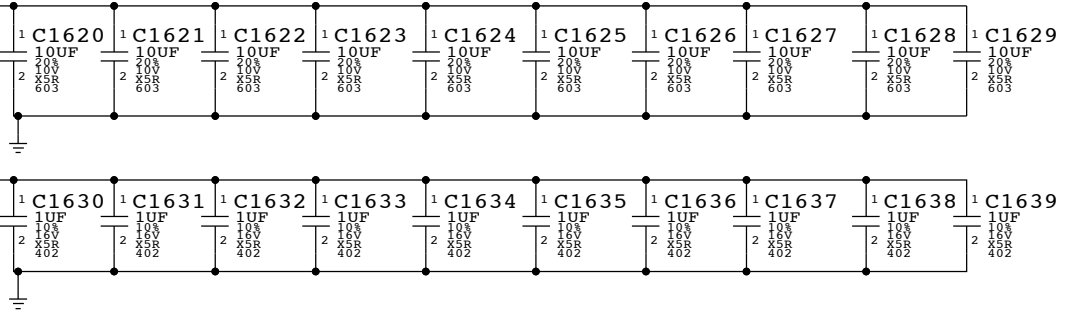 1 C1620 1 C1621 1 C1622 1 C1623 1 C1624 1 C1625 1 C1626 1 C1627 1 C1628 1 C1629
10UF 10UF 10UF 10UF 10UF 10UF 10UF 10UF 10UF 10UF
20% 20% 20% 20% 20% 20% 20% 20% 20% 20%
10V 10V 10V 10V 10V 10V 10V 10V 10V 10V
2 X5R 2 X5R 2 X5R 2 X5R 2 X5R 2 X5R 2 X5R 2 X5R 2 X5R 2 X5R
603 603 603 603 603 603 603 603 603 603
1 C1630 1 C1631 1 C1632 1 C1633 1 C1634 1 C1635 1 C1636 1 C1637 1 C1638 1 C1639
1UF 1UF 1UF 1UF 1UF 1UF 1UF 1UF 1UF 1UF
10% 10% 10% 10% 10% 10% 10% 10% 10% 10%
16V 16V 16V 16V 16V 16V 16V 16V 16V 16V
2 X5R 2 X5R 2 X5R 2 X5R 2 X5R 2 X5R 2 X5R 2 X5R 2 X5R 2 X5R
402 402 402 402 402 402 402 402 402 402